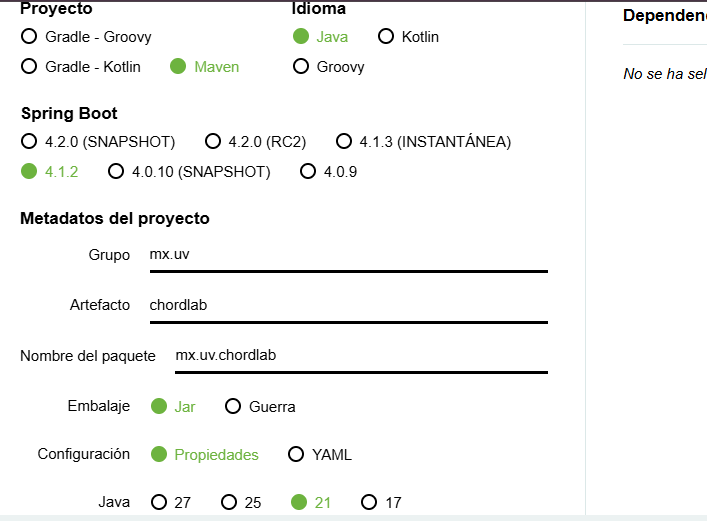 Proyecto Idioma
Dependen
Gradle - Groovy Java Kotlin
Gradle - Kotlin Maven Groovy
No se ha sel
Spring Boot
4.2.0 (SNAPSHOT) 4.2.0 (RC2) 4.1.3 (INSTANTÁNEA)
4.1.2 4.0.10 (SNAPSHOT) 4.0.9
Metadatos del proyecto
Grupo mx.uv
Artefacto chordlab
Nombre del paquete mx.uv.chordlab
Embalaje Jar Guerra
Configuración Propiedades YAML
Java 27 25 21 17